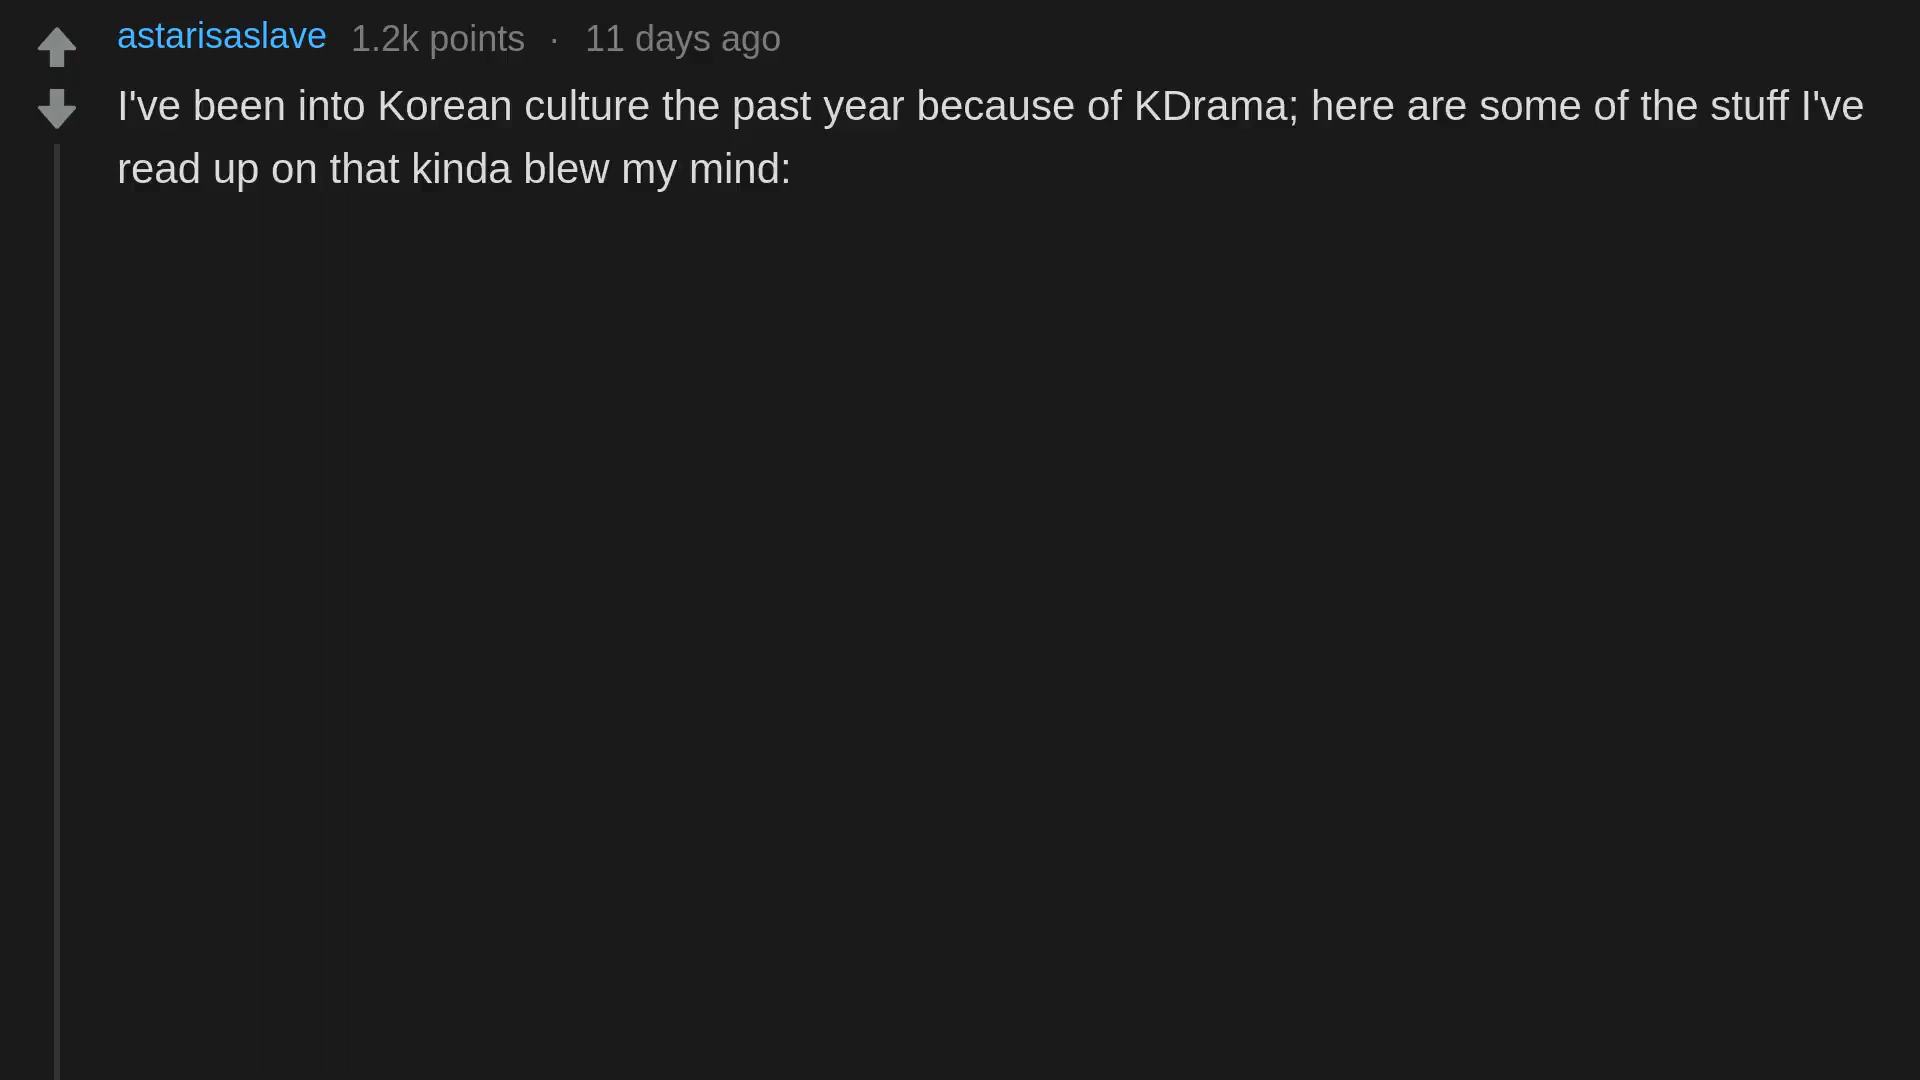 astarisaslave 1.2k points · 11 days ago
I've been into Korean culture the past year because of KDrama; here are some of the stuff I've
read up on that kinda blew my mind: